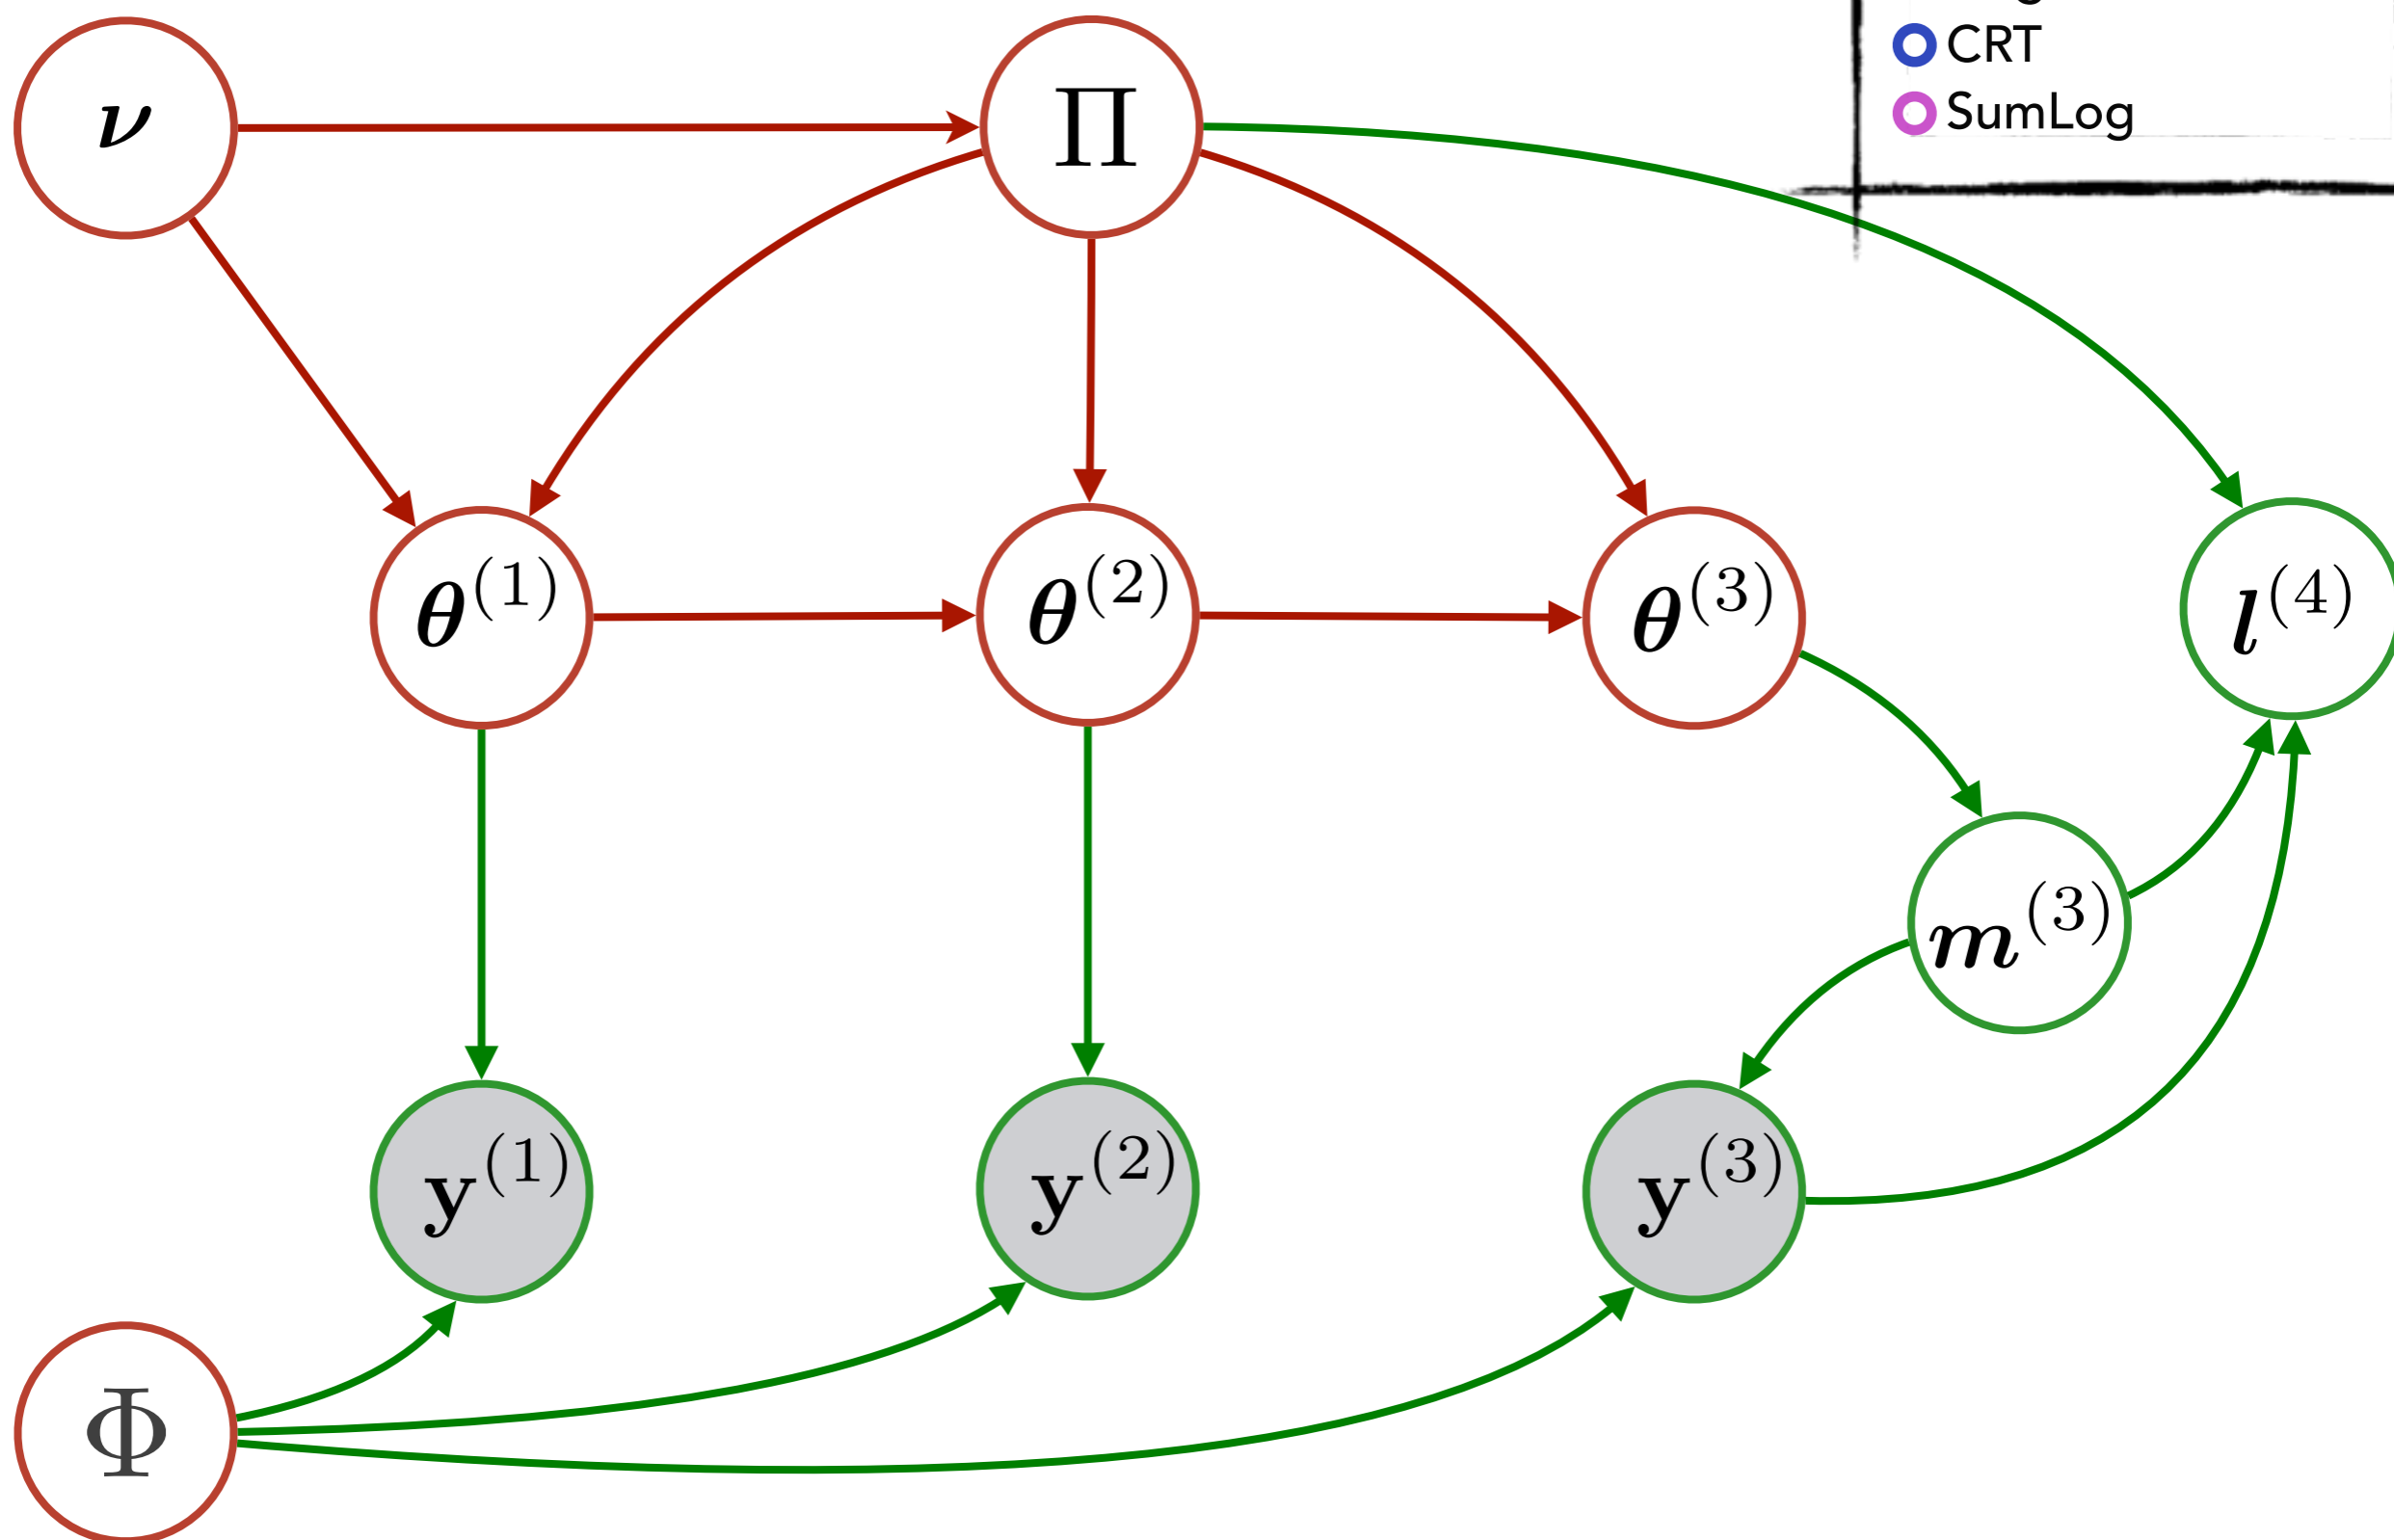 CRT
SumLog
ν
Π
θ(1)
θ(2)
θ(3)
l(4)
m(3)
y(1)
y(2)
y(3)
Φ